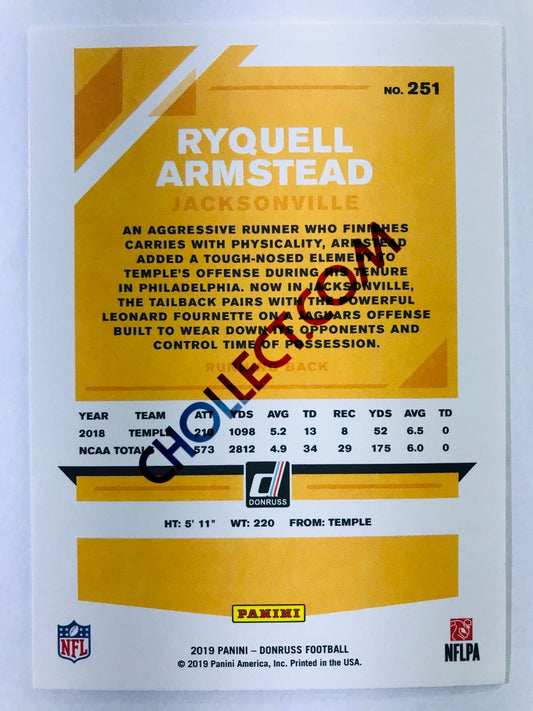 NO. 251
RYQUELL
ARMSTEAD
JACKSONVILLE
AN AGGRESSIVE RUNNER WHO FINISHES
CARRIES WITH PHYSICALITY, ARMSTEAD
ADDED A TOUGH-NOSED ELEMENT TO
TEMPLE'S OFFENSE DURING HIS TENURE
IN PHILADELPHIA. NOW IN JACKSONVILLE,
THE TAILBACK PAIRS WITH THE POWERFUL
LEONARD FOURNETTE ON A JAGUARS OFFENSE
BUILT TO WEAR DOWN ITS OPPONENTS AND
CONTROL TIME OF POSSESSION.
RUNNING BACK
CHOLLECT.COM
YEAR TEAM ATT YDS AVG TD REC YDS AVG TD
2018 TEMPLE 210 1098 5.2 13 8 52 6.5 0
NCAA TOTALS 573 2812 4.9 34 29 175 6.0 0
DONRUSS
HT: 5' 11" WT: 220 FROM: TEMPLE
PANINI
NFL
NFLPA
2019 PANINI – DONRUSS FOOTBALL
© 2019 Panini America, Inc. Printed in the USA.